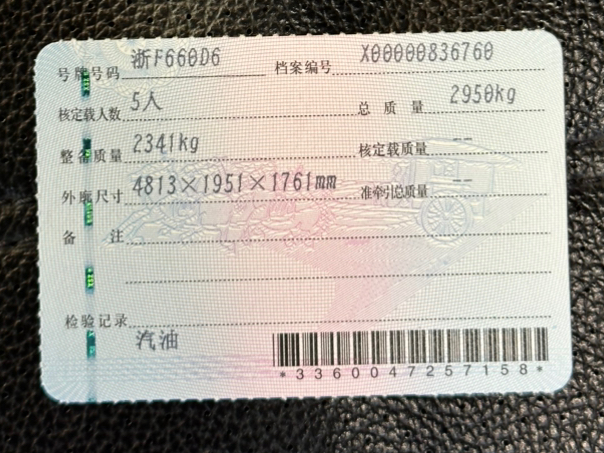 号牌号码 浙F660D6 档案编号 X00000836760
核定载人数 5人 总质量 2950kg
整备质量 2341kg 核定载质量 --
外廓尺寸 4813×1951×1761mm 准牵引总质量 --
备注
检验记录
汽油
*3360047257158*